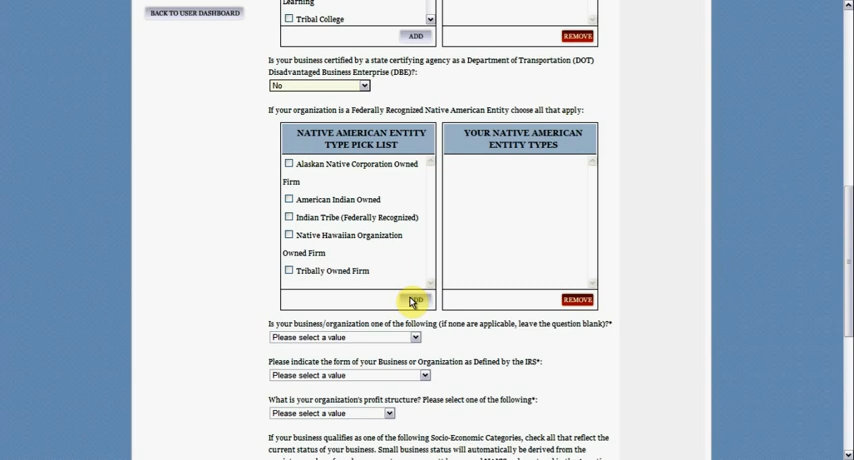 Learning
Tribal College
BACK TO USER DASHBOARD
ADD
REMOVE
Is your business certified by a state certifying agency as a Department of Transportation (DOT)
Disadvantaged Business Enterprise (DBE)?:
No
If your organization is a Federally Recognized Native American Entity choose all that apply:
NATIVE AMERICAN ENTITY
TYPE PICK LIST
YOUR NATIVE AMERICAN
ENTITY TYPES
Alaskan Native Corporation Owned
Firm
American Indian Owned
Indian Tribe (Federally Recognized)
Native Hawaiian Organization
Owned Firm
Tribally Owned Firm
ADD
REMOVE
Is your business/organization one of the following (if none are applicable, leave the question blank)?*
Please select a value
Please indicate the form of your Business or Organization as Defined by the IRS*:
Please select a value
What is your organization's profit structure? Please select one of the following*:
Please select a value
If your business qualifies as one of the following Socio-Economic Categories, check all that reflect the
current status of your business. Small business status will automatically be derived from the